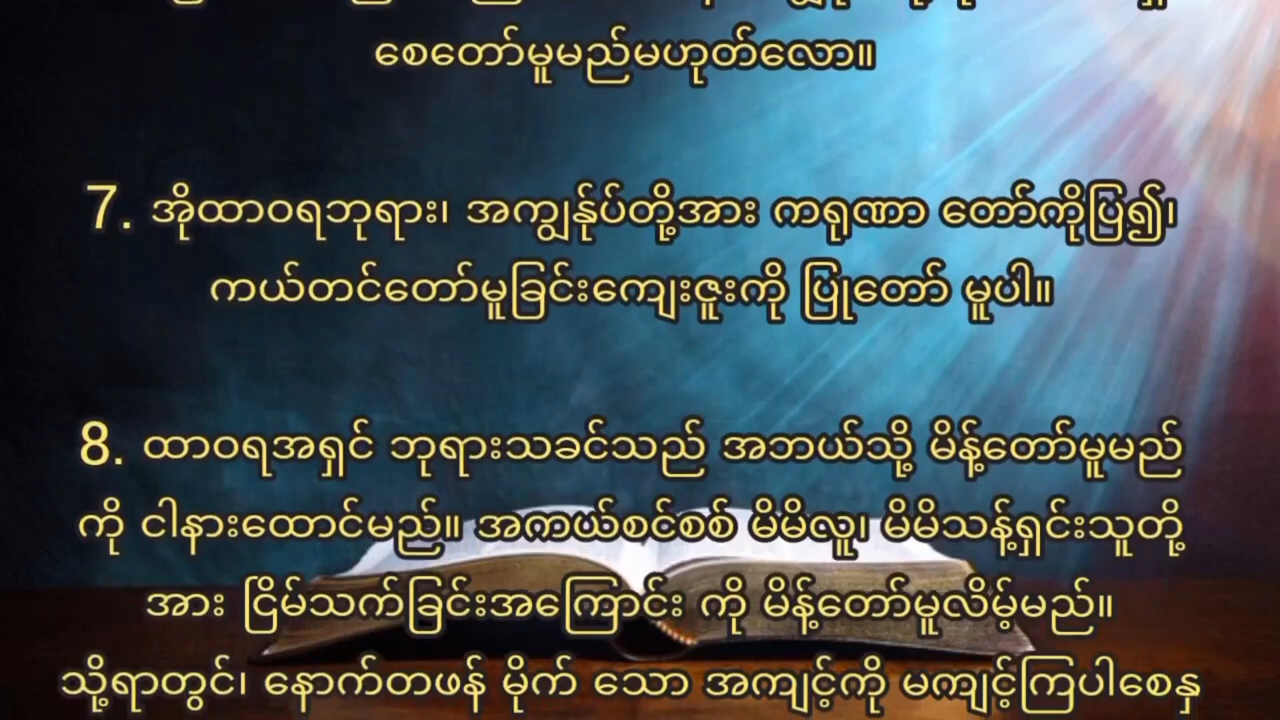 စေတော်မူမည်မဟုတ်လော။
7. အိုထာဝရဘုရား၊ အကျွန်ုပ်တို့အား ကရုဏာ တော်ကိုပြ၍၊
ကယ်တင်တော်မူခြင်းကျေးဇူးကို ပြုတော် မူပါ။
8. ထာဝရအရှင် ဘုရားသခင်သည် အဘယ်သို့ မိန့်တော်မူမည်
ကို ငါနားထောင်မည်။ အကယ်စင်စစ် မိမိလူ၊ မိမိသန့်ရှင်းသူတို့
အား ငြိမ်သက်ခြင်းအကြောင်း ကို မိန့်တော်မူလိမ့်မည်။
သို့ရာတွင်၊ နောက်တဖန် မိုက် သော အကျင့်ကို မကျင့်ကြပါစေနှ